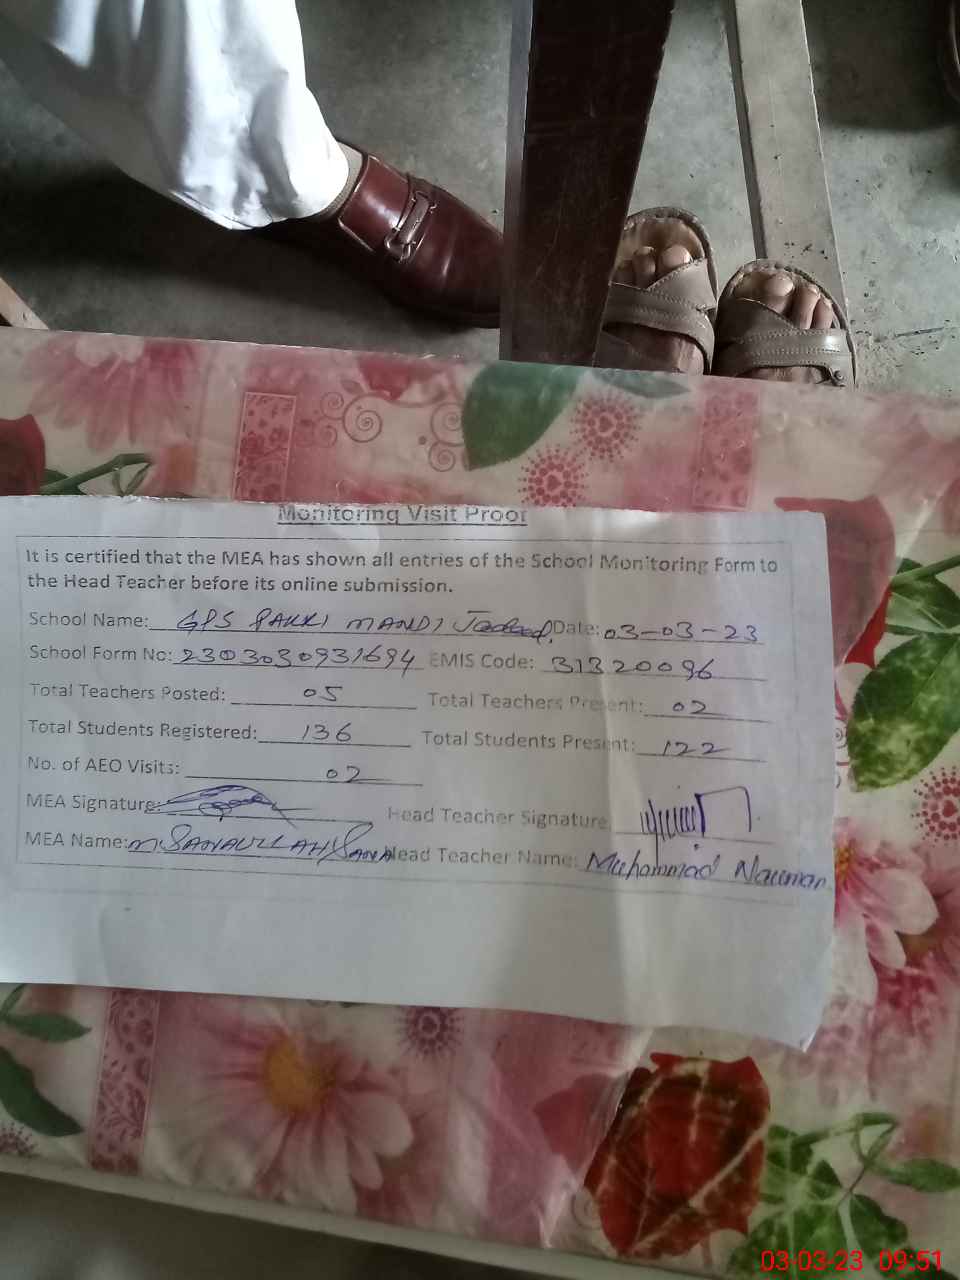 Monitoring Visit Proof
It is certified that the MEA has shown all entries of the School Monitoring Form to
the Head Teacher before its online submission.
School Name: GPS PAKKI MANDI Jadeed. Date: 03-03-23
School Form No: 2303030931694 EMIS Code: 31320096
Total Teachers Posted: 05 Total Teachers Present: 02
Total Students Registered: 136 Total Students Present: 122
No. of AEO Visits: 02
MEA Signature: Head Teacher Signature
MEA Name: M. SANAULLAH Head Teacher Name: Muhammad Nauman
03-03-23 09:51